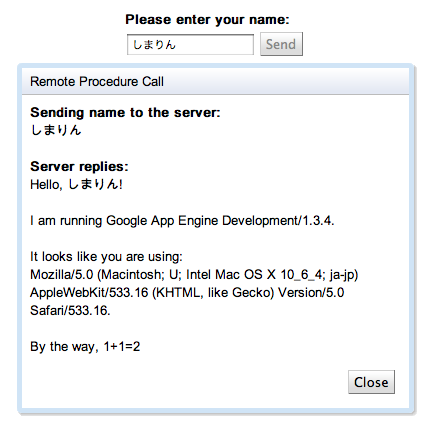 Please enter your name:
しまりん Send
Remote Procedure Call
Sending name to the server:
しまりん
Server replies:
Hello, しまりん!
I am running Google App Engine Development/1.3.4.
It looks like you are using:
Mozilla/5.0 (Macintosh; U; Intel Mac OS X 10_6_4; ja-jp)
AppleWebKit/533.16 (KHTML, like Gecko) Version/5.0
Safari/533.16.
By the way, 1+1=2
Close